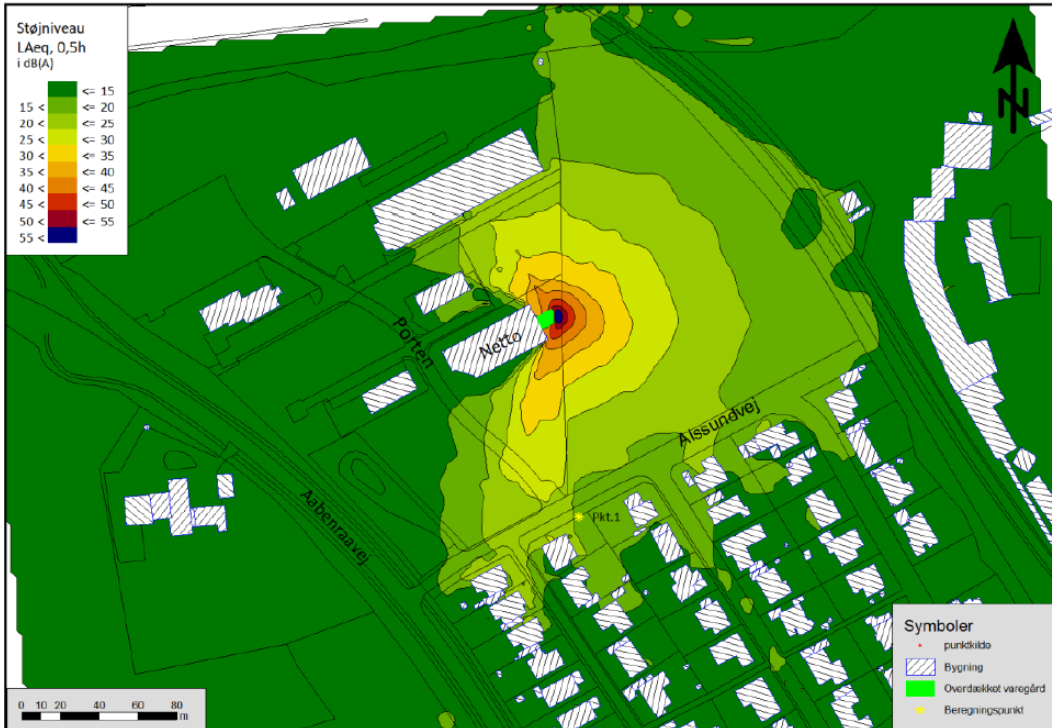 Støjniveau
LAeq, 0,5h
i dB(A)
<= 15
15 < <= 20
20 < <= 25
25 < <= 30
30 < <= 35
35 < <= 40
40 < <= 45
45 < <= 50
50 < <= 55
55 <
N
Porten
Netto
Alssundvej
Aabenraavej
Pkt.1
Symboler
punktkilde
Bygning
Overdækket varegård
Beregningspunkt
0 10 20 40 60 80
m